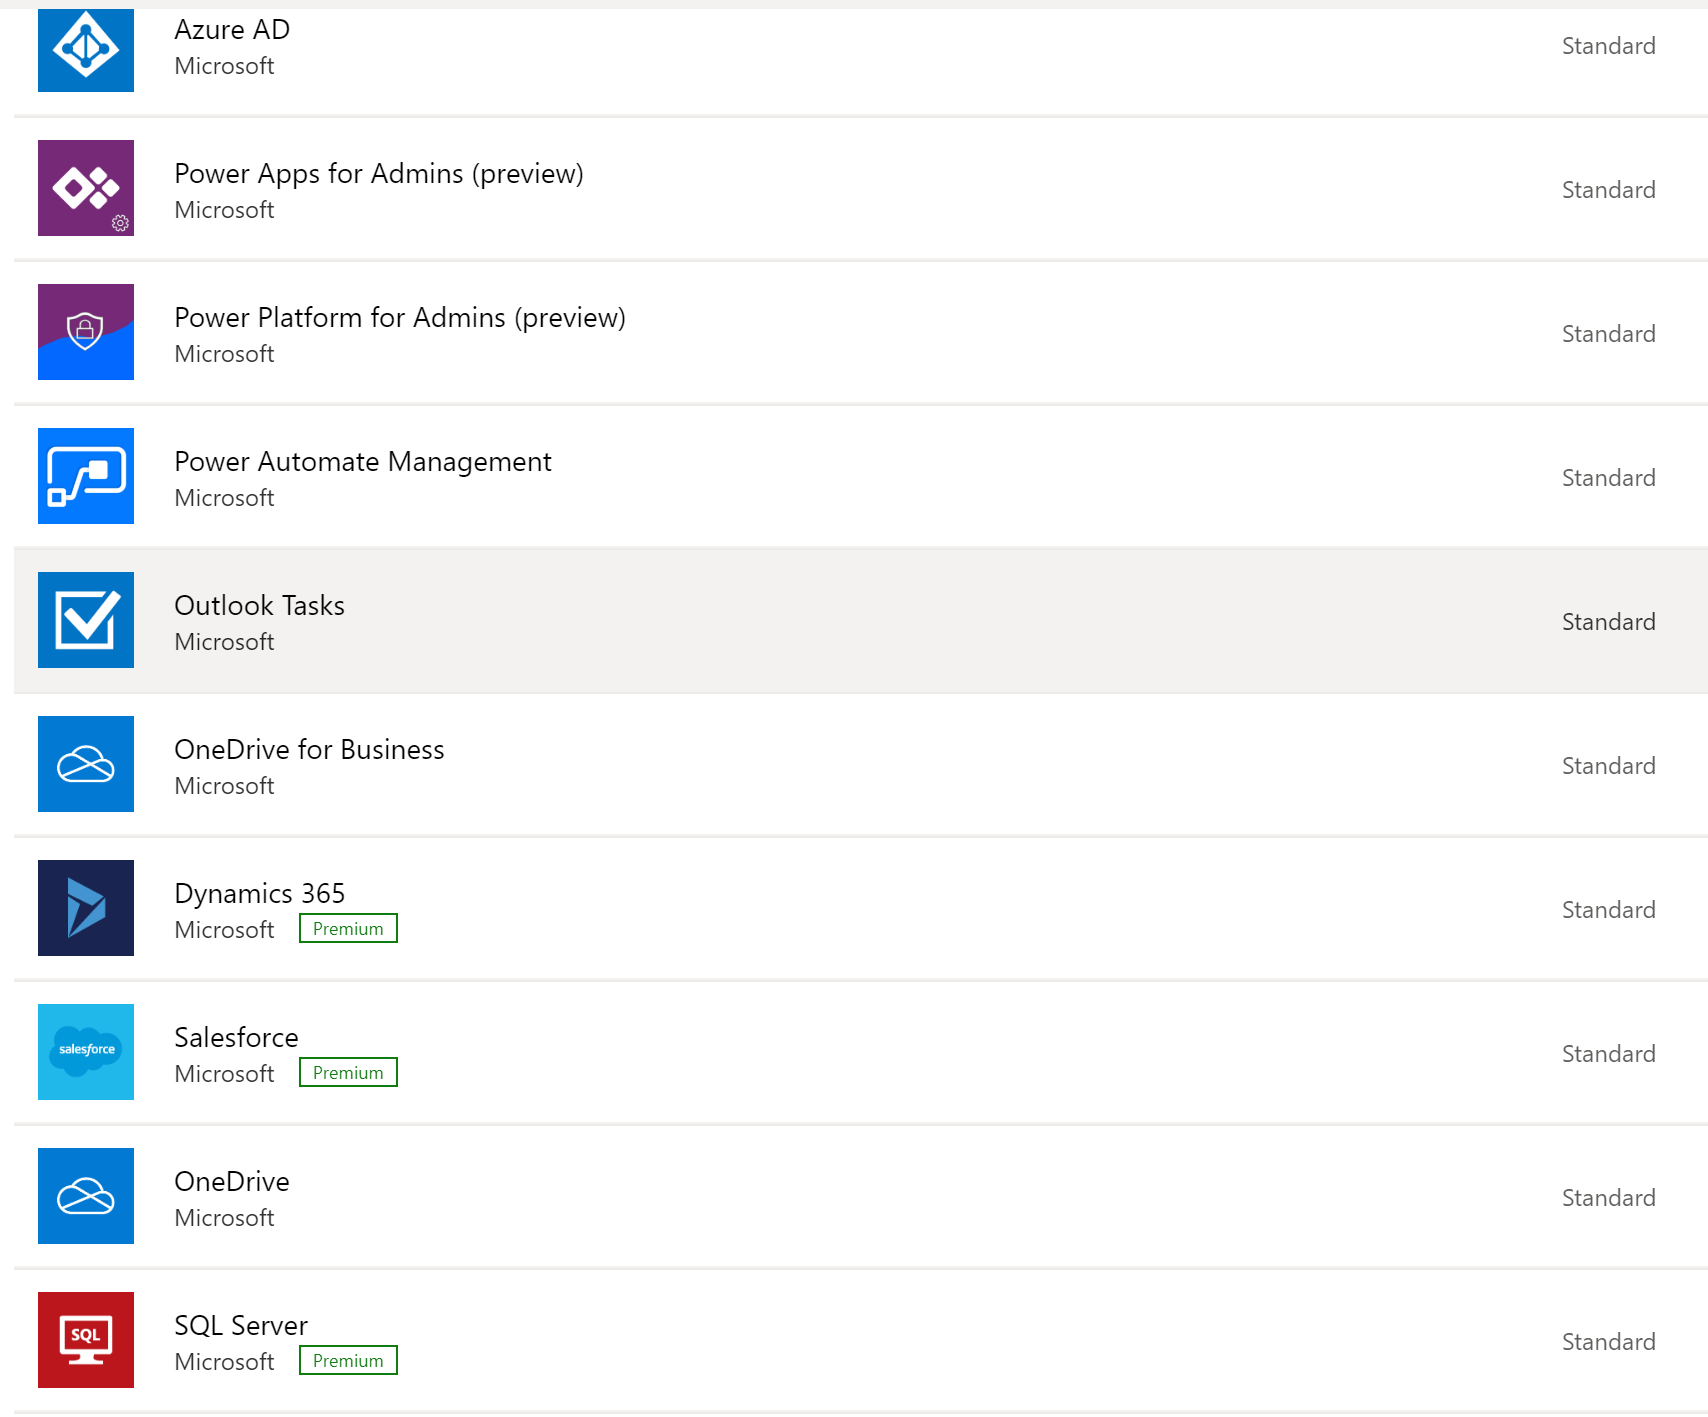 Azure AD
Microsoft
Standard
Power Apps for Admins (preview)
Microsoft
Standard
Power Platform for Admins (preview)
Microsoft
Standard
Power Automate Management
Microsoft
Standard
Outlook Tasks
Microsoft
Standard
OneDrive for Business
Microsoft
Standard
Dynamics 365
Microsoft Premium
Standard
salesforce
Salesforce
Microsoft Premium
Standard
OneDrive
Microsoft
Standard
SQL
SQL Server
Microsoft Premium
Standard